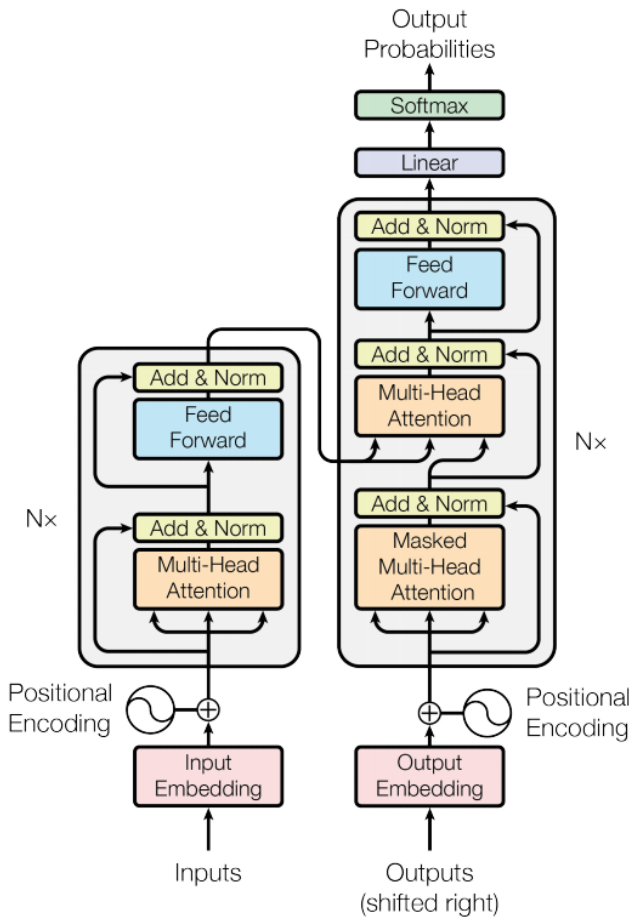 Output
Probabilities
Softmax
Linear
Add & Norm
Feed
Forward
Add & Norm
Multi-Head
Attention
Add & Norm
Masked
Multi-Head
Attention
Nx
Add & Norm
Feed
Forward
Add & Norm
Multi-Head
Attention
Nx
Positional
Encoding
Positional
Encoding
Input
Embedding
Output
Embedding
Inputs
Outputs
(shifted right)